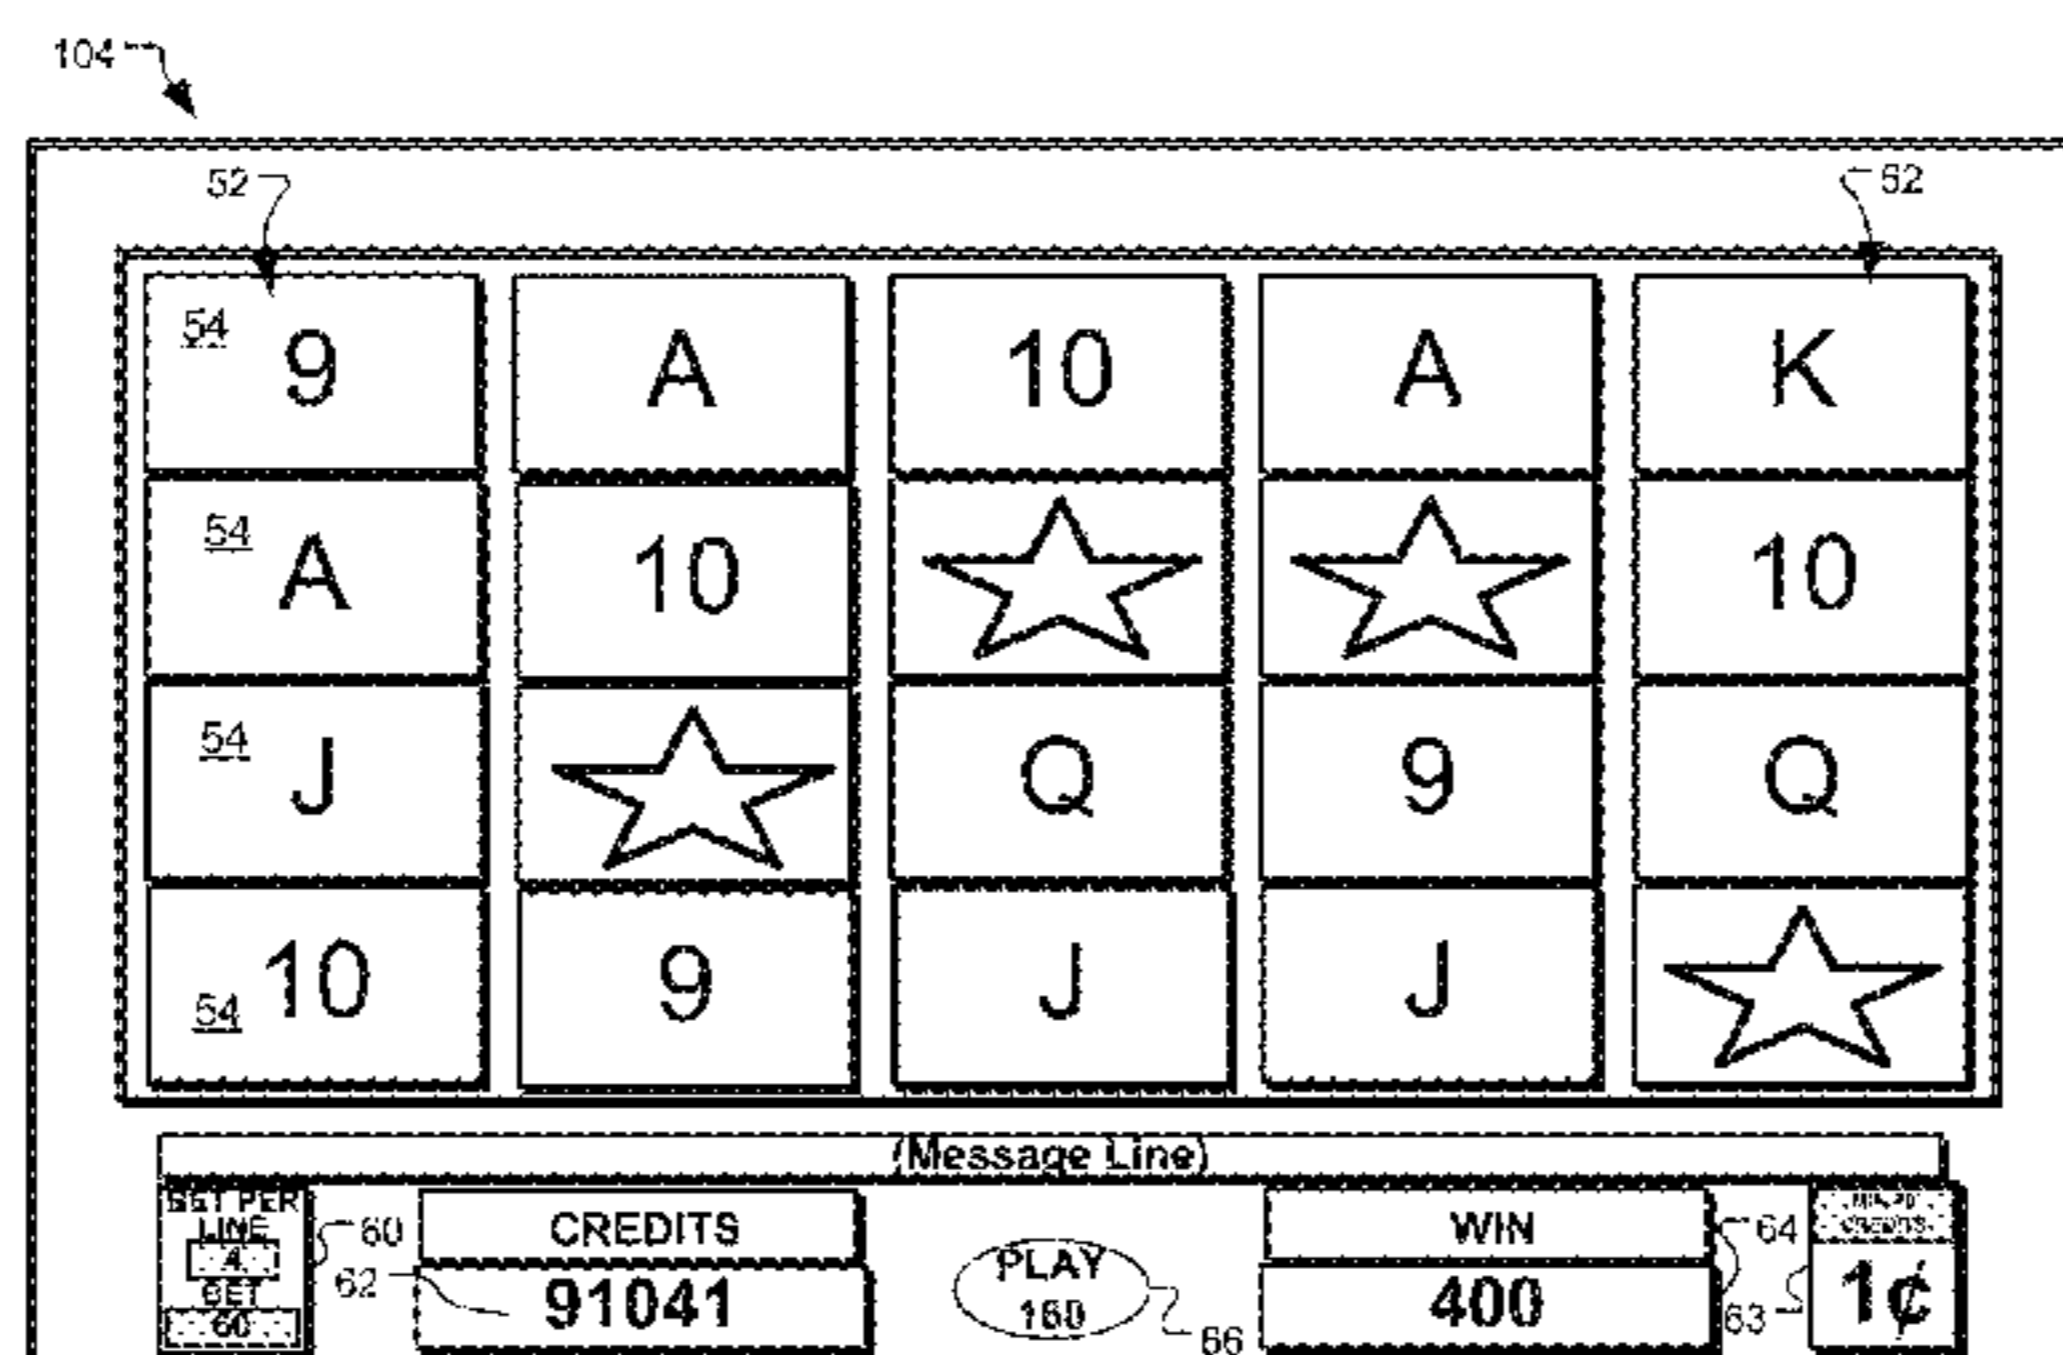 104
52 52
54 9 A 10 A K
54 A 10 10
54 J Q 9 Q
54 10 9 J J
(Message Line)
BET PER LINE 4 BET 60
60
CREDITS
62 91041
PLAY 160
66
WIN
400
64
63
CREDITS
1¢